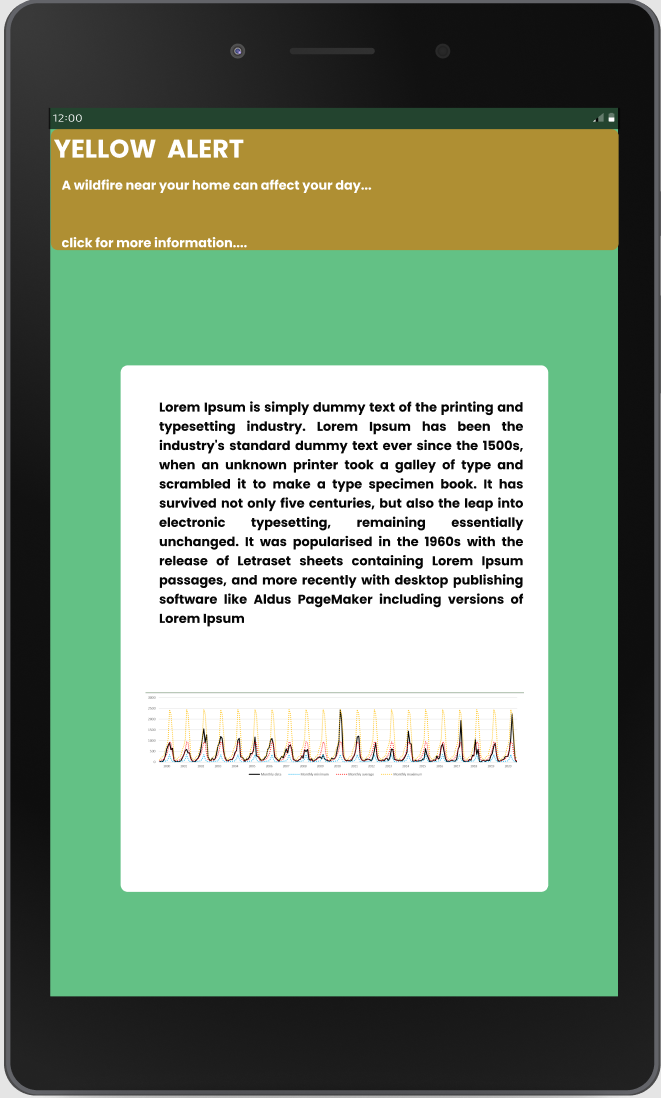 12:00
YELLOW ALERT
A wildfire near your home can affect your day...
click for more information....
Lorem Ipsum is simply dummy text of the printing and
typesetting industry. Lorem Ipsum has been the
industry's standard dummy text ever since the 1500s,
when an unknown printer took a galley of type and
scrambled it to make a type specimen book. It has
survived not only five centuries, but also the leap into
electronic typesetting, remaining essentially
unchanged. It was popularised in the 1960s with the
release of Letraset sheets containing Lorem Ipsum
passages, and more recently with desktop publishing
software like Aldus PageMaker including versions of
Lorem Ipsum